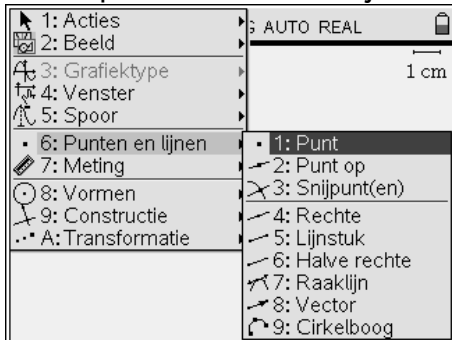 1: Acties
2: Beeld
3: Grafiektype
4: Venster
5: Spoor
6: Punten en lijnen
7: Meting
8: Vormen
9: Constructie
A: Transformatie
AUTO REAL
1 cm
1: Punt
2: Punt op
3: Snijpunt(en)
4: Rechte
5: Lijnstuk
6: Halve rechte
7: Raaklijn
8: Vector
9: Cirkelboog